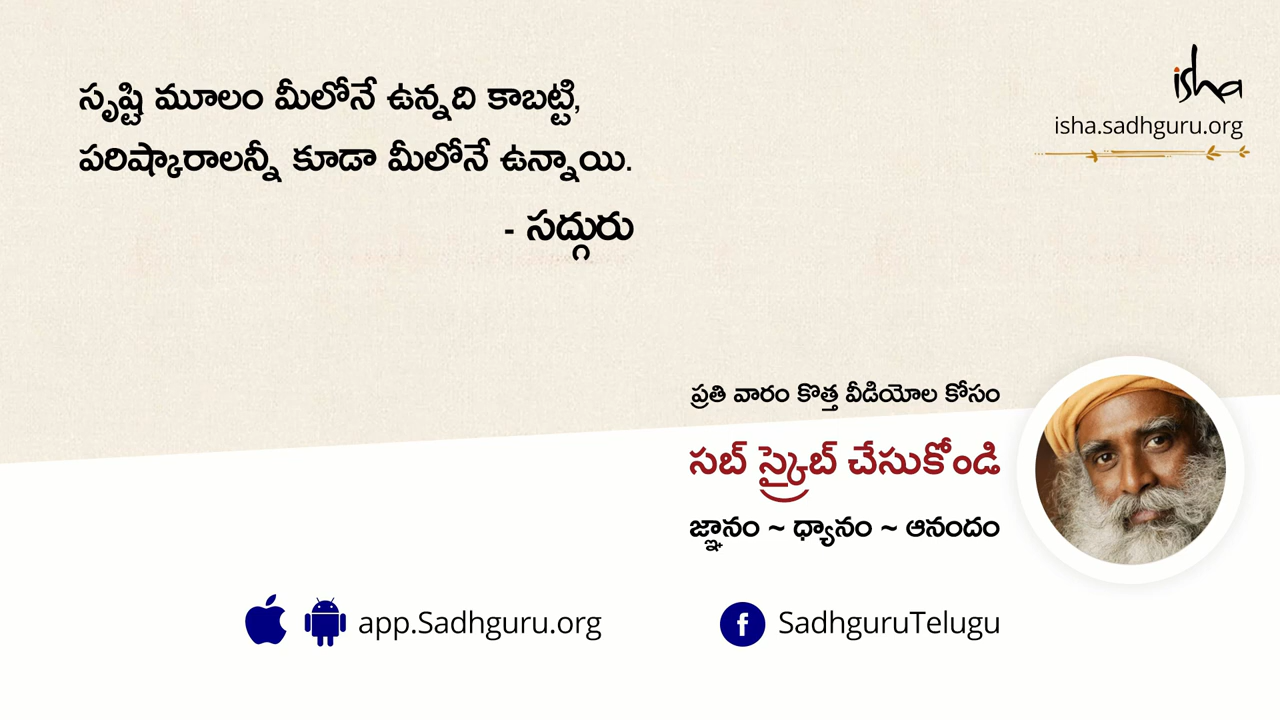 సృష్టి మూలం మీలోనే ఉన్నది కాబట్టి,
పరిష్కారాలన్నీ కూడా మీలోనే ఉన్నాయి.
- సద్గురు
isha
isha.sadhguru.org
ప్రతి వారం కొత్త వీడియోల కోసం
సబ్ స్క్రైబ్ చేసుకోండి
జ్ఞానం ~ ధ్యానం ~ ఆనందం
app.Sadhguru.org
f SadhguruTelugu